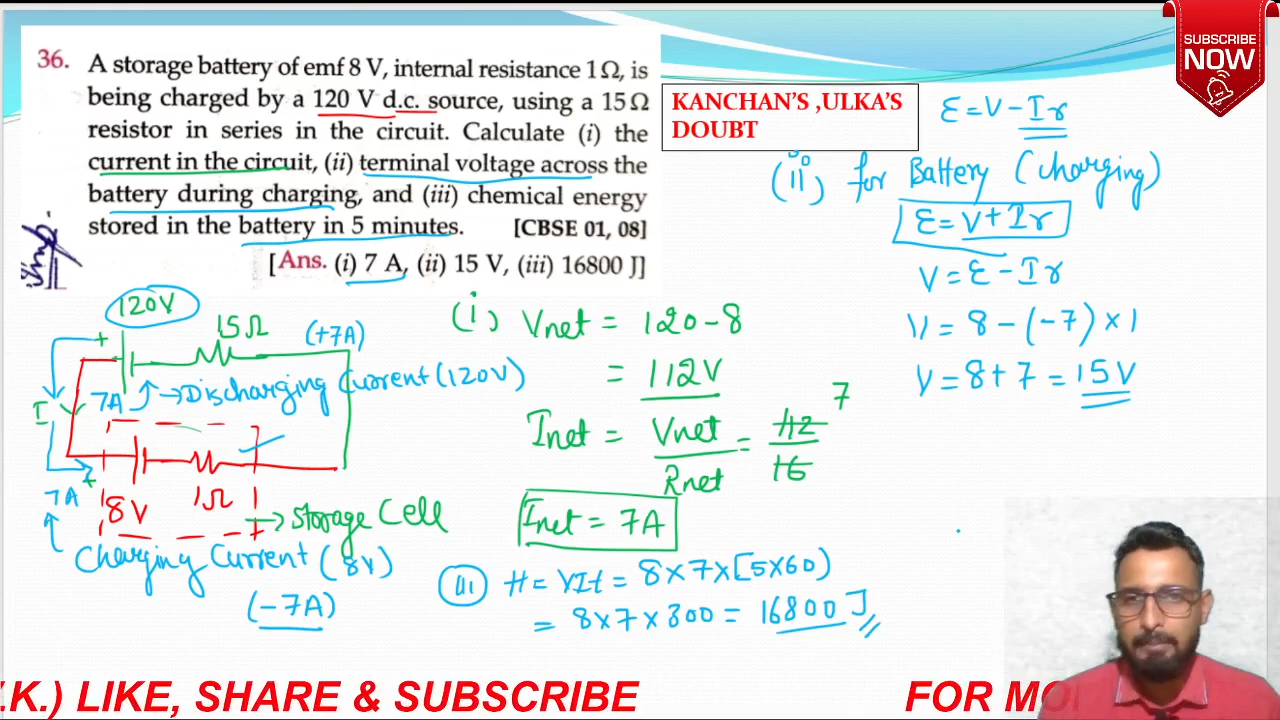 SUBSCRIBE
NOW
36. A storage battery of emf 8 V, internal resistance 1 Ω, is
being charged by a 120 V d.c. source, using a 15 Ω
resistor in series in the circuit. Calculate (i) the
current in the circuit, (ii) terminal voltage across the
battery during charging, and (iii) chemical energy
stored in the battery in 5 minutes. [CBSE 01, 08]
[Ans. (i) 7 A, (ii) 15 V, (iii) 16800 J]
KANCHAN'S ,ULKA'S
DOUBT
ε = V - Ir
(ii) for Battery (charging)
ε = V + Ir
V = ε - Ir
V = 8 - (-7) × 1
V = 8 + 7 = 15 V
120V
+
15 Ω
(+7A)
7A → Discharging Current (120V)
I
7A
+
8V
1Ω
→ Storage Cell
Charging Current (8V)
(-7A)
(i) Vnet = 120 - 8
= 112V
Inet = Vnet/Rnet = 112/16 7
Inet = 7A
(iii) H = VIt = 8×7×[5×60)
= 8×7×300 = 16800 J
.K.) LIKE, SHARE & SUBSCRIBE
FOR MO